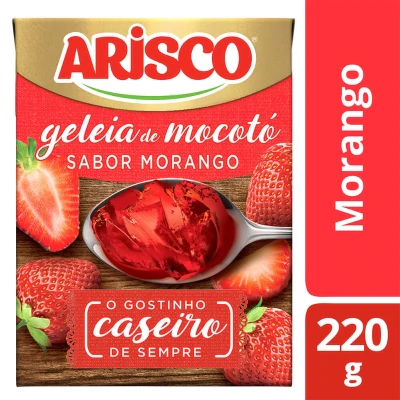 ARISCO
geleia de mocotó
SABOR MORANGO
O GOSTINHO
caseiro
DE SEMPRE
Morango
220
g